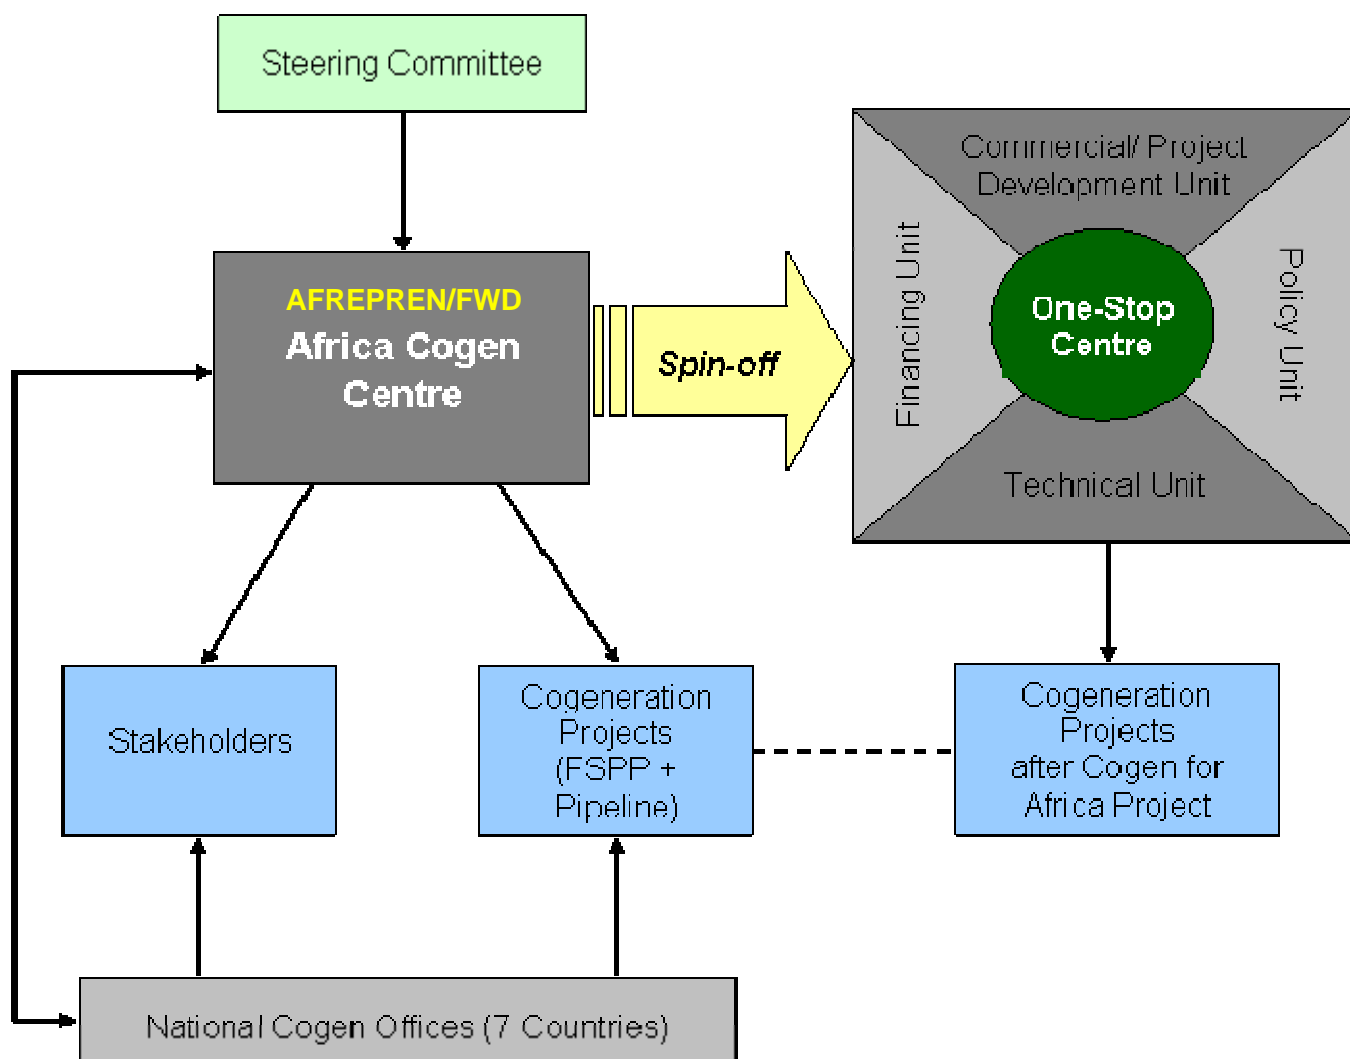 Steering Committee
AFREPREN/FWD
Africa Cogen
Centre
Spin-off
Commercial/ Project
Development Unit
Financing Unit
One-Stop
Centre
Policy Unit
Technical Unit
Stakeholders
Cogeneration
Projects
(FSPP +
Pipeline)
Cogeneration
Projects
after Cogen for
Africa Project
National Cogen Offices (7 Countries)